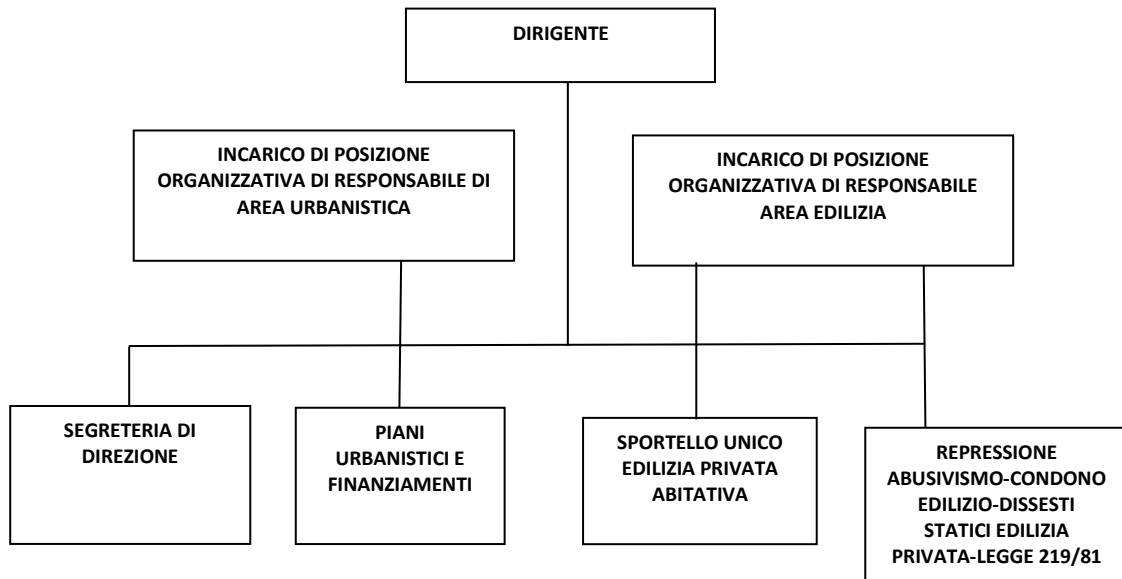 DIRIGENTE
INCARICO DI POSIZIONE
ORGANIZZATIVA DI RESPONSABILE DI
AREA URBANISTICA
INCARICO DI POSIZIONE
ORGANIZZATIVA DI RESPONSABILE
AREA EDILIZIA
SEGRETERIA DI
DIREZIONE
PIANI
URBANISTICI E
FINANZIAMENTI
SPORTELLO UNICO
EDILIZIA PRIVATA
ABITATIVA
REPRESSIONE
ABUSIVISMO-CONDONO
EDILIZIO-DISSESTI
STATICI EDILIZIA
PRIVATA-LEGGE 219/81